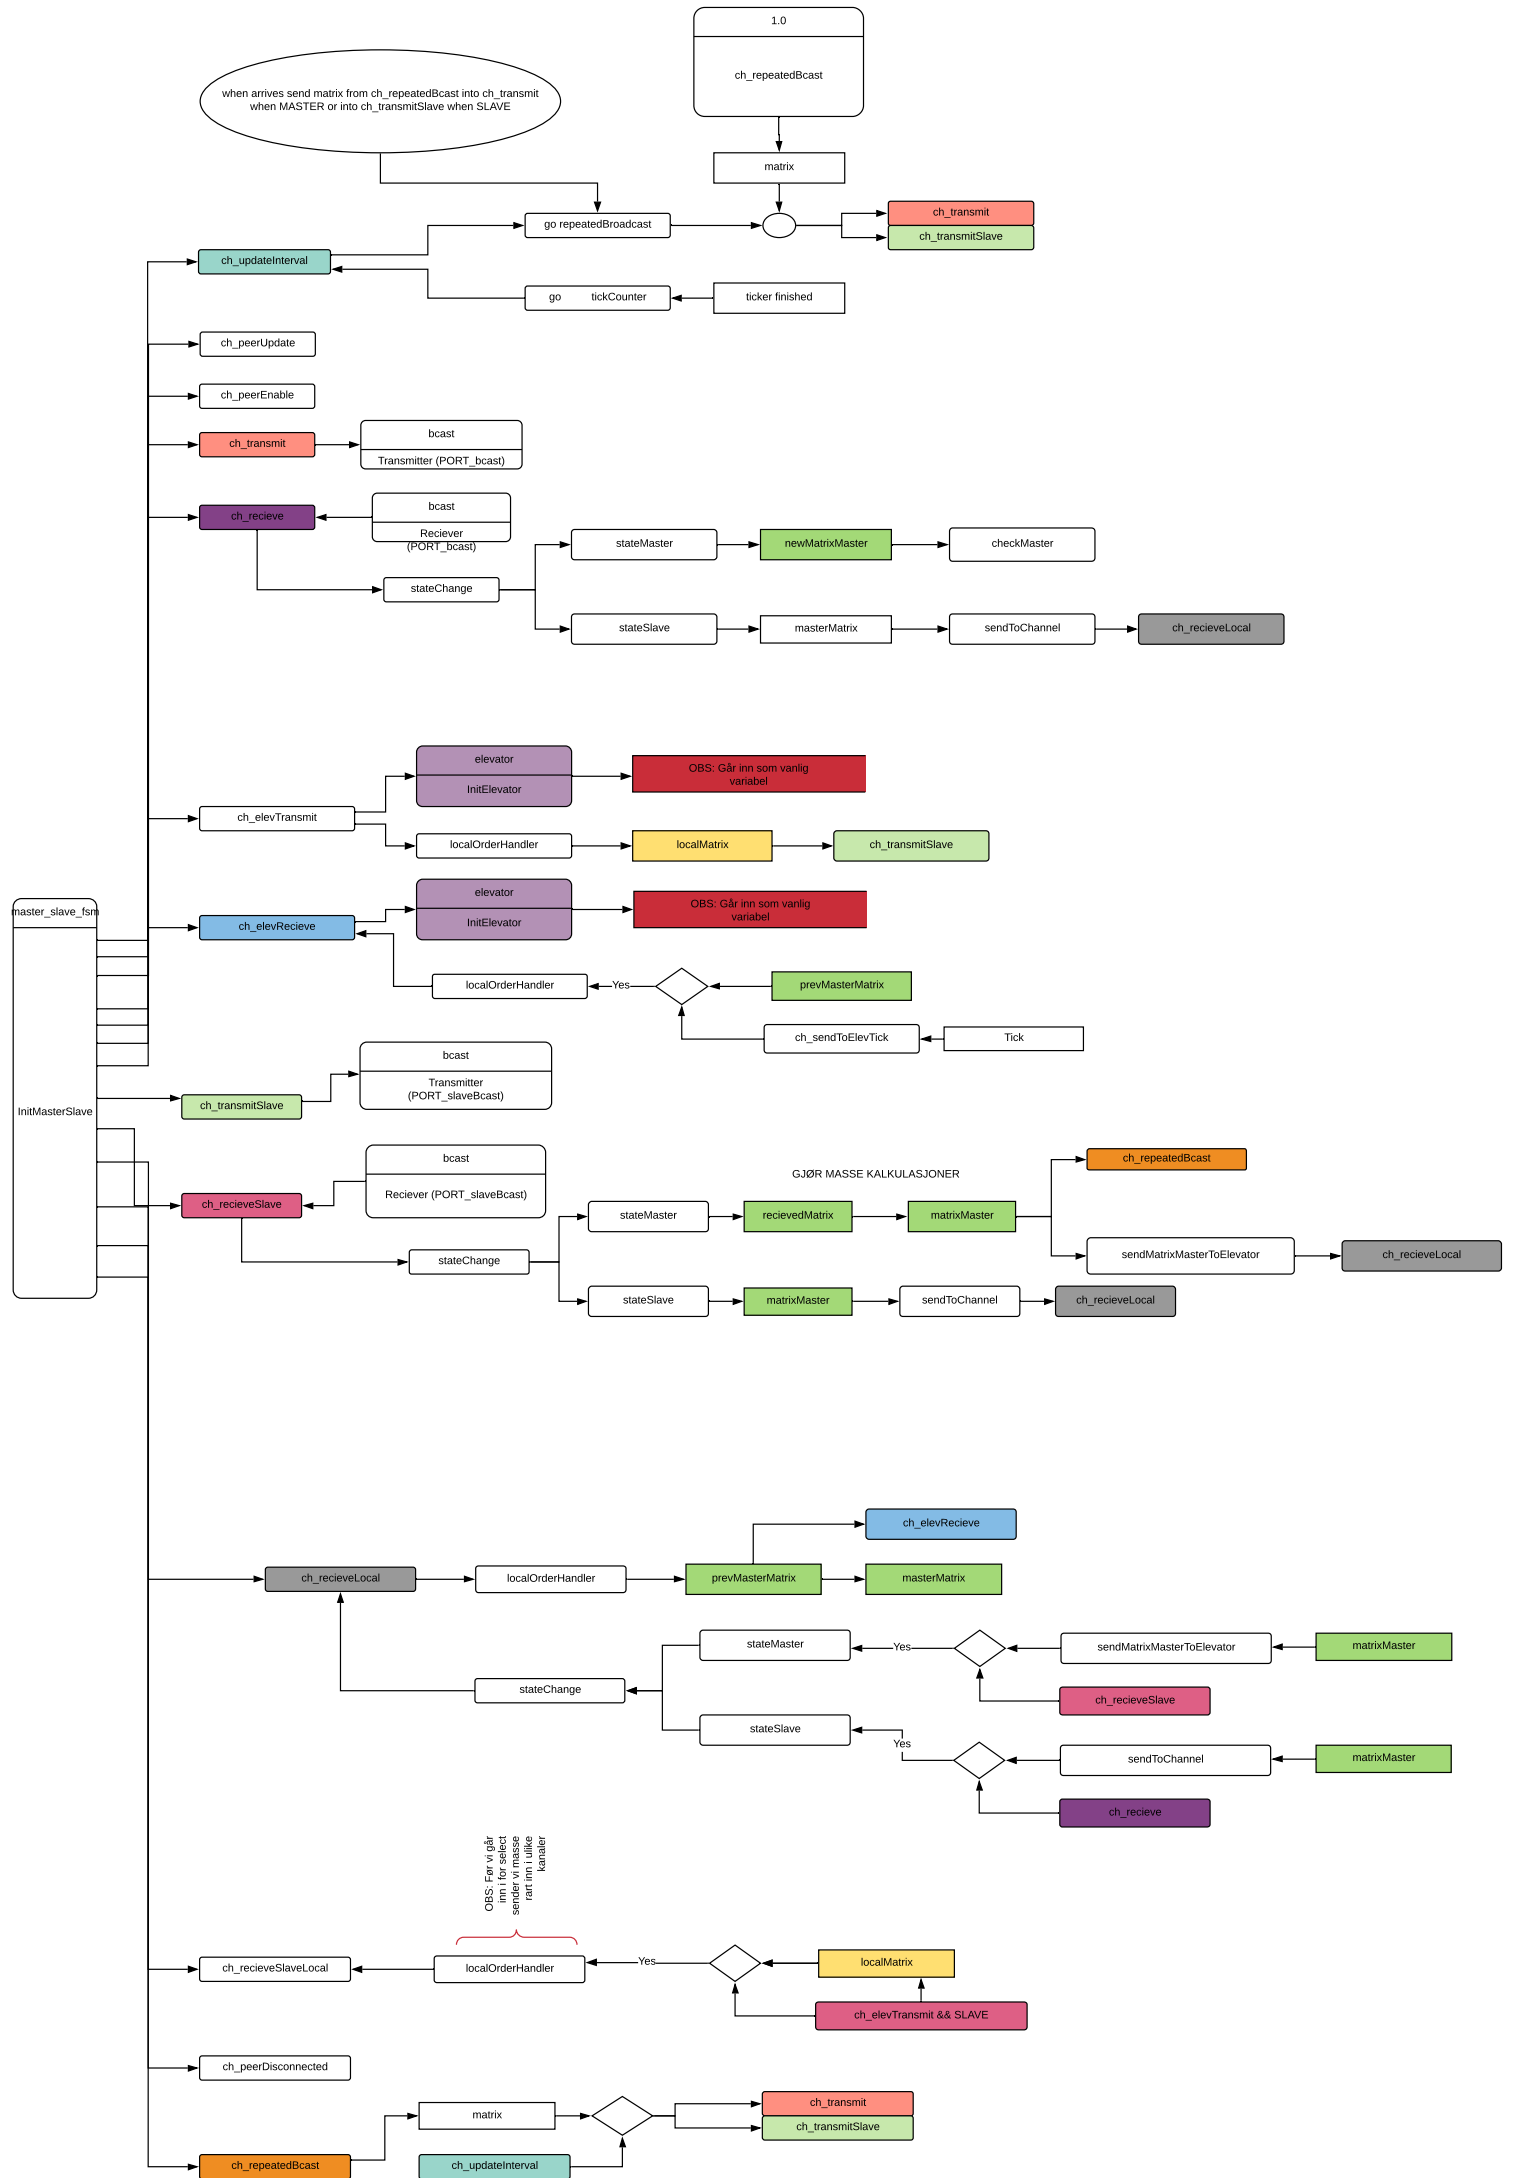 1.0
ch_repeatedBcast
when arrives send matrix from ch_repeatedBcast into ch_transmit
when MASTER or into ch_transmitSlave when SLAVE
matrix
ch_transmit
go repeatedBroadcast
ch_transmitSlave
ch_updateInterval
go tickCounter
ticker finished
ch_peerUpdate
ch_peerEnable
bcast
ch_transmit
Transmitter (PORT_bcast)
bcast
ch_recieve
Reciever
(PORT_bcast)
stateMaster
newMatrixMaster
checkMaster
stateChange
stateSlave
masterMatrix
sendToChannel
ch_recieveLocal
elevator
InitElevator
OBS: Går inn som vanlig
variabel
ch_elevTransmit
localOrderHandler
localMatrix
ch_transmitSlave
elevator
InitElevator
OBS: Går inn som vanlig
variabel
master_slave_fsm
ch_elevRecieve
localOrderHandler
Yes
prevMasterMatrix
ch_sendToElevTick
Tick
bcast
Transmitter
(PORT_slaveBcast)
ch_transmitSlave
InitMasterSlave
bcast
Reciever (PORT_slaveBcast)
ch_recieveSlave
GJØR MASSE KALKULASJONER
ch_repeatedBcast
stateMaster
recievedMatrix
matrixMaster
sendMatrixMasterToElevator
ch_recieveLocal
stateChange
stateSlave
matrixMaster
sendToChannel
ch_recieveLocal
ch_elevRecieve
ch_recieveLocal
localOrderHandler
prevMasterMatrix
masterMatrix
stateMaster
Yes
sendMatrixMasterToElevator
matrixMaster
stateChange
ch_recieveSlave
stateSlave
Yes
sendToChannel
matrixMaster
ch_recieve
OBS: Før vi går
inn i for select
sender vi masse
rart inn i ulike
kanaler
ch_recieveSlaveLocal
localOrderHandler
Yes
localMatrix
ch_elevTransmit && SLAVE
ch_peerDisconnected
matrix
ch_transmit
ch_transmitSlave
ch_repeatedBcast
ch_updateInterval